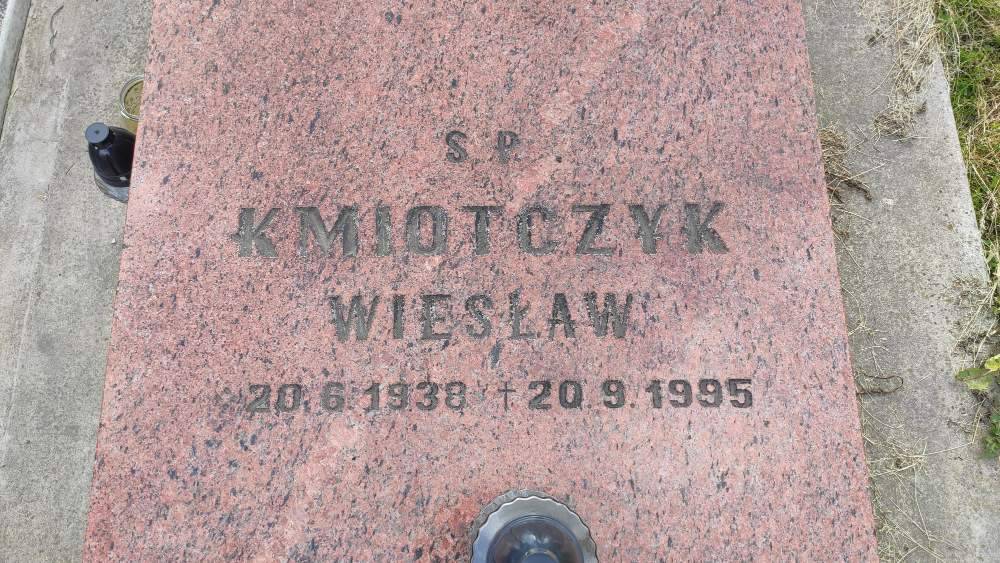 S. P.
KMIOTCZYK
WIESŁAW
20. 6. 1938 † 20. 9. 1995